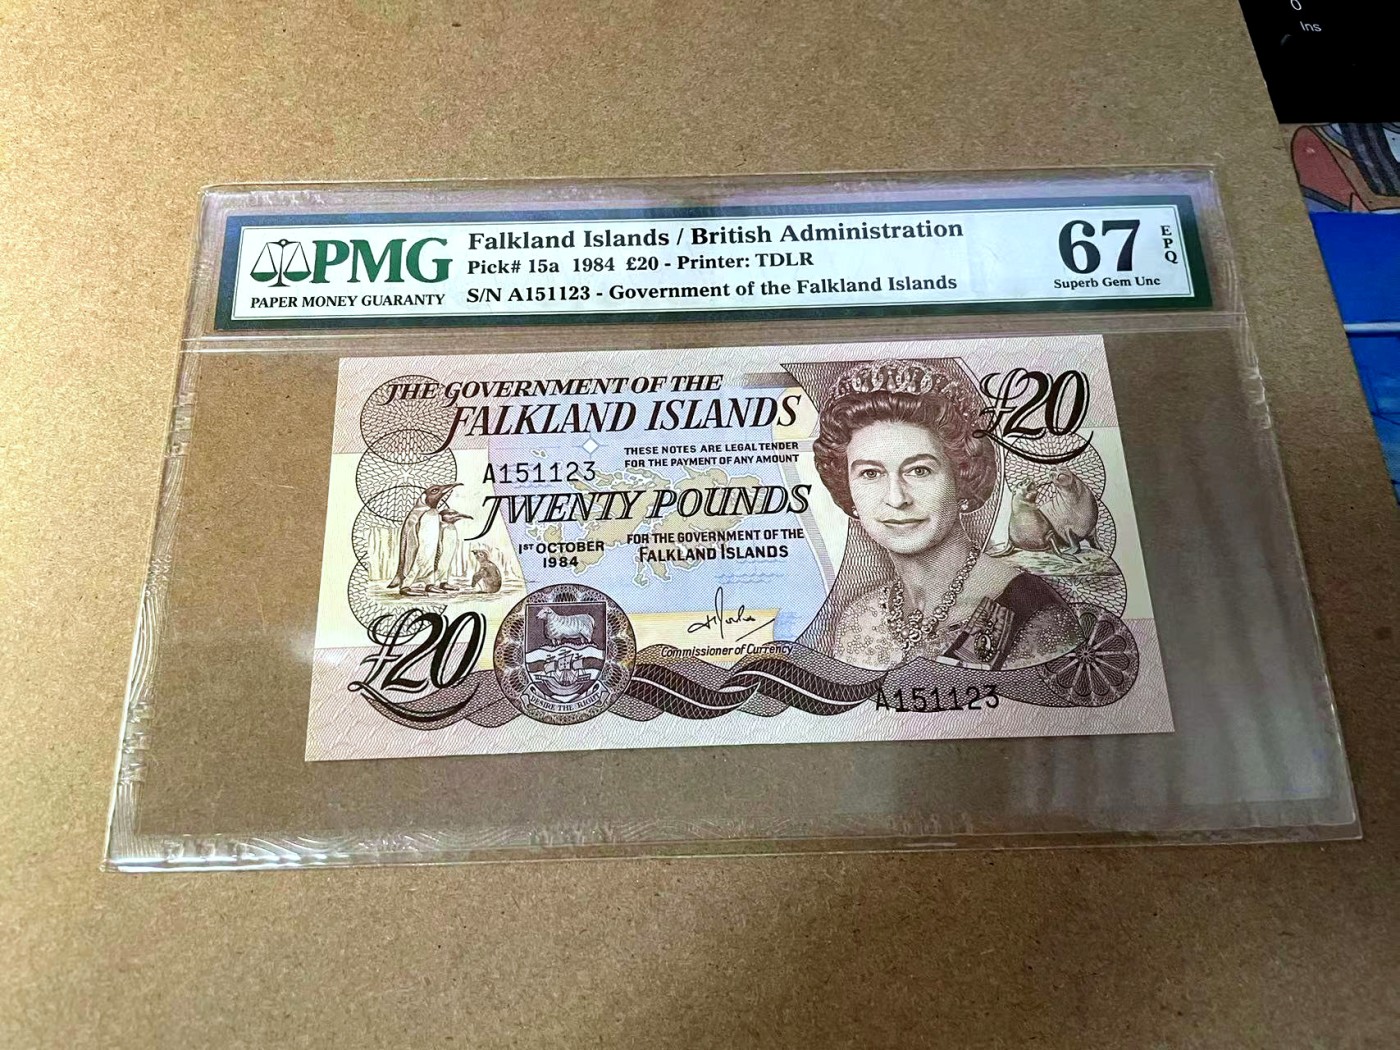 0
Ins
PMG
PAPER MONEY GUARANTY
Falkland Islands / British Administration
Pick# 15a 1984 £20 - Printer: TDLR
S/N A151123 - Government of the Falkland Islands
67
EPQ
Superb Gem Unc
THE GOVERNMENT OF THE
FALKLAND ISLANDS
£20
THESE NOTES ARE LEGAL TENDER
FOR THE PAYMENT OF ANY AMOUNT
A151123
TWENTY POUNDS
1ST OCTOBER
1984
FOR THE GOVERNMENT OF THE
FALKLAND ISLANDS
£20
Commissioner of Currency
DESIRE THE RIGHT
A151123